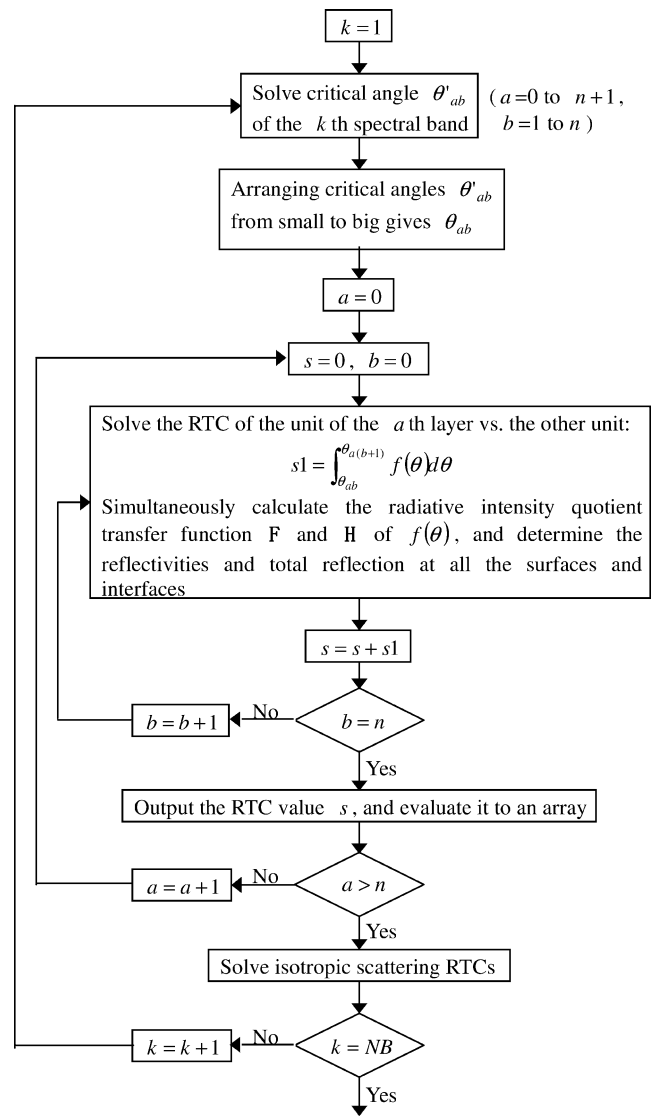 k = 1
Solve critical angle θ'ab
of the k th spectral band
( a=0 to n+1,
b=1 to n )
Arranging critical angles θ'ab
from small to big gives θab
a = 0
s = 0, b = 0
Solve the RTC of the unit of the a th layer vs. the other unit:
s1 = ∫θab^θa(b+1) f(θ)dθ
Simultaneously calculate the radiative intensity quotient
transfer function F and H of f(θ), and determine the
reflectivities and total reflection at all the surfaces and
interfaces
s = s + s1
b = b + 1
No
b = n
Yes
Output the RTC value s, and evaluate it to an array
a = a + 1
No
a > n
Yes
Solve isotropic scattering RTCs
k = k + 1
No
k = NB
Yes